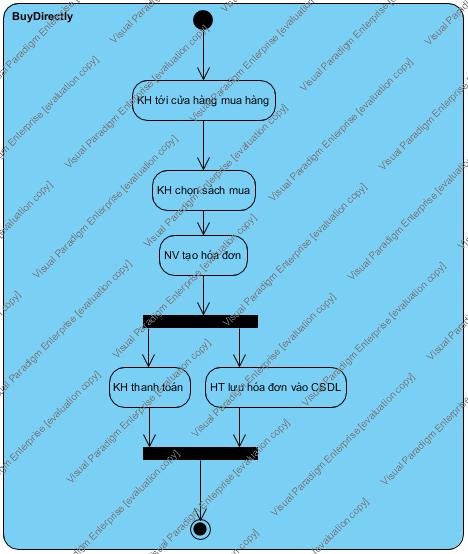 BuyDirectly
KH tới cửa hàng mua hàng
KH chọn sách mua
NV tạo hóa đơn
KH thanh toán
HT lưu hóa đơn vào CSDL
Visual Paradigm Enterprise [evaluation copy]